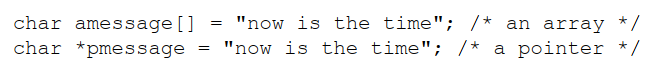 char amessage[] = "now is the time"; /* an array */
char *pmessage = "now is the time"; /* a pointer */